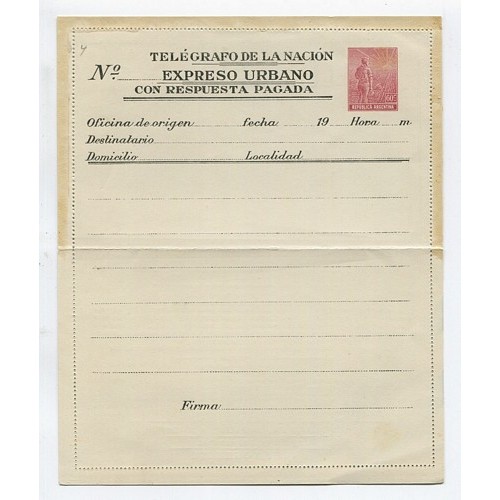 TELÉGRAFO DE LA NACIÓN
Nº EXPRESO URBANO
CON RESPUESTA PAGADA
60c
REPUBLICA ARGENTINA
Oficina de origen fecha 19 Hora m
Destinatario
Domicilio Localidad
Firma